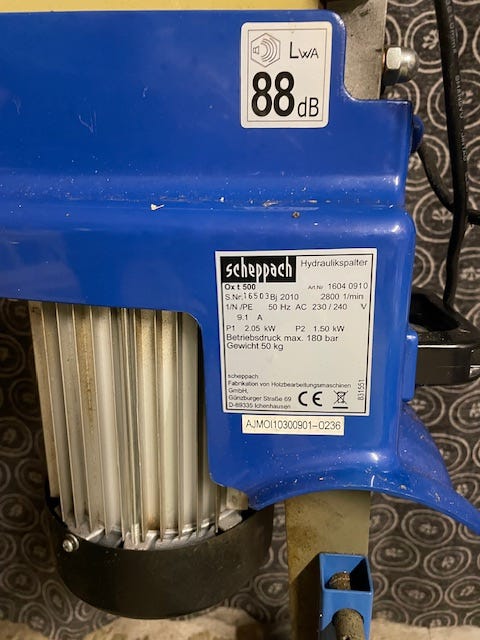 LWA
88 dB
scheppach Hydraulikspalter
Ox t 500 Art.Nr 1604 0910
S.Nr. 16503 Bj 2010 2800 1/min
1/N /PE 50 Hz AC 230 / 240 V
9.1 A
P1 2.05 kW P2 1.50 kW
Betriebsdruck max. 180 bar
Gewicht 50 kg
scheppach
Fabrikation von Holzbearbeitungsmaschinen
GmbH,
Günzburger Straße 69
D-89335 Ichenhausen
CE
831551
AJMOI10300901-0236